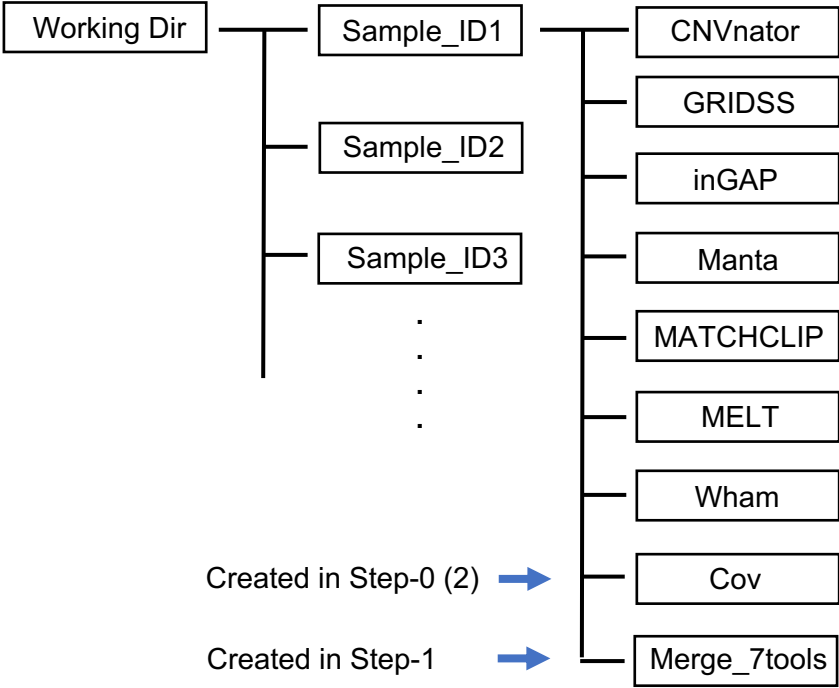 Working Dir
Sample_ID1
CNVnator
GRIDSS
Sample_ID2
inGAP
Sample_ID3
Manta
.
MATCHCLIP
.
.
MELT
.
Wham
Created in Step-0 (2)
Cov
Created in Step-1
Merge_7tools